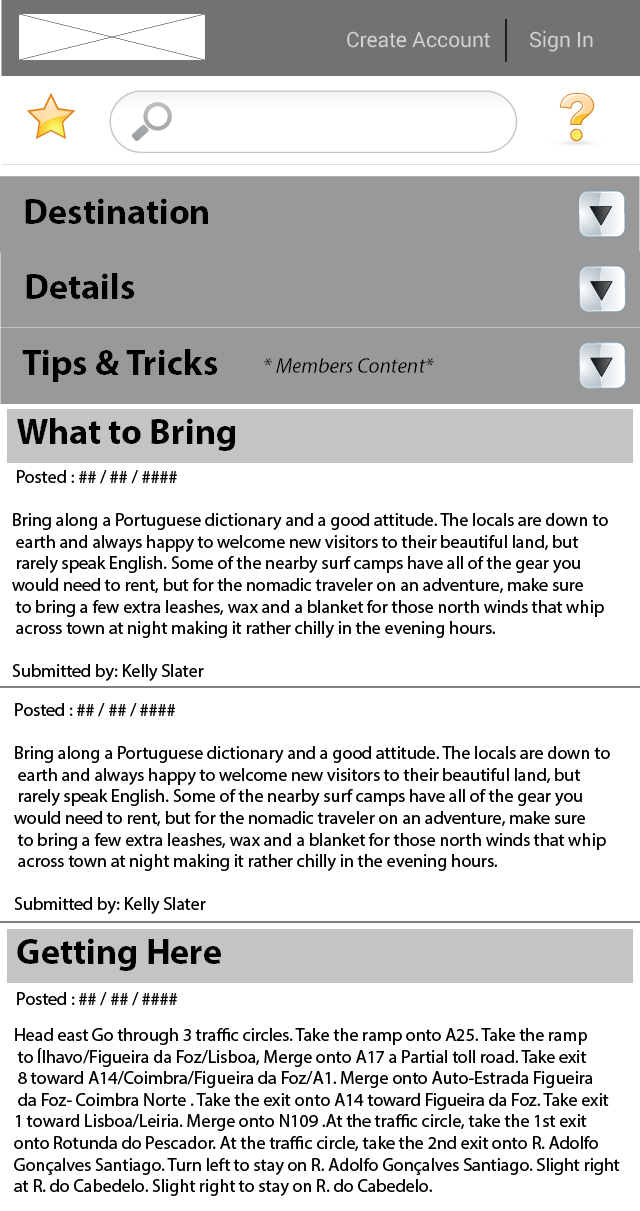 Create Account Sign In
Destination
Details
Tips & Tricks * Members Content*
What to Bring
Posted : ## / ## / ####
Bring along a Portuguese dictionary and a good attitude. The locals are down to
earth and always happy to welcome new visitors to their beautiful land, but
rarely speak English. Some of the nearby surf camps have all of the gear you
would need to rent, but for the nomadic traveler on an adventure, make sure
to bring a few extra leashes, wax and a blanket for those north winds that whip
across town at night making it rather chilly in the evening hours.
Submitted by: Kelly Slater
Posted : ## / ## / ####
Bring along a Portuguese dictionary and a good attitude. The locals are down to
earth and always happy to welcome new visitors to their beautiful land, but
rarely speak English. Some of the nearby surf camps have all of the gear you
would need to rent, but for the nomadic traveler on an adventure, make sure
to bring a few extra leashes, wax and a blanket for those north winds that whip
across town at night making it rather chilly in the evening hours.
Submitted by: Kelly Slater
Getting Here
Posted : ## / ## / ####
Head east Go through 3 traffic circles. Take the ramp onto A25. Take the ramp
to Ílhavo/Figueira da Foz/Lisboa, Merge onto A17 a Partial toll road. Take exit
8 toward A14/Coimbra/Figueira da Foz/A1. Merge onto Auto-Estrada Figueira
da Foz- Coimbra Norte . Take the exit onto A14 toward Figueira da Foz. Take exit
1 toward Lisboa/Leiria. Merge onto N109 .At the traffic circle, take the 1st exit
onto Rotunda do Pescador. At the traffic circle, take the 2nd exit onto R. Adolfo
Gonçalves Santiago. Turn left to stay on R. Adolfo Gonçalves Santiago. Slight right
at R. do Cabedelo. Slight right to stay on R. do Cabedelo.